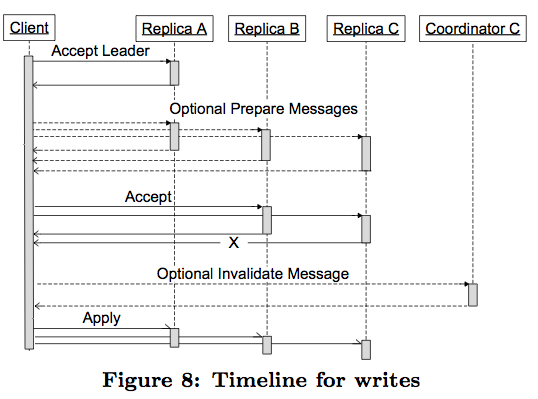 Client Replica A Replica B Replica C Coordinator C
Accept Leader
Optional Prepare Messages
Accept
X
Optional Invalidate Message
Apply
Figure 8: Timeline for writes